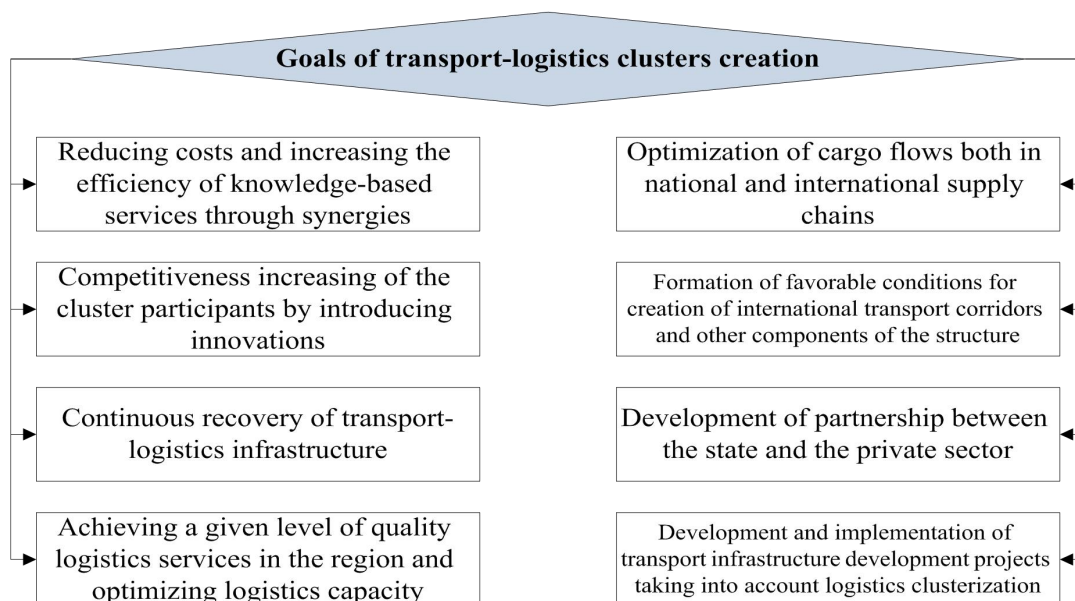 Goals of transport-logistics clusters creation
Reducing costs and increasing the
efficiency of knowledge-based
services through synergies
Competitiveness increasing of the
cluster participants by introducing
innovations
Continuous recovery of transport-
logistics infrastructure
Achieving a given level of quality
logistics services in the region and
optimizing logistics capacity
Optimization of cargo flows both in
national and international supply
chains
Formation of favorable conditions for
creation of international transport corridors
and other components of the structure
Development of partnership between
the state and the private sector
Development and implementation of
transport infrastructure development projects
taking into account logistics clusterization